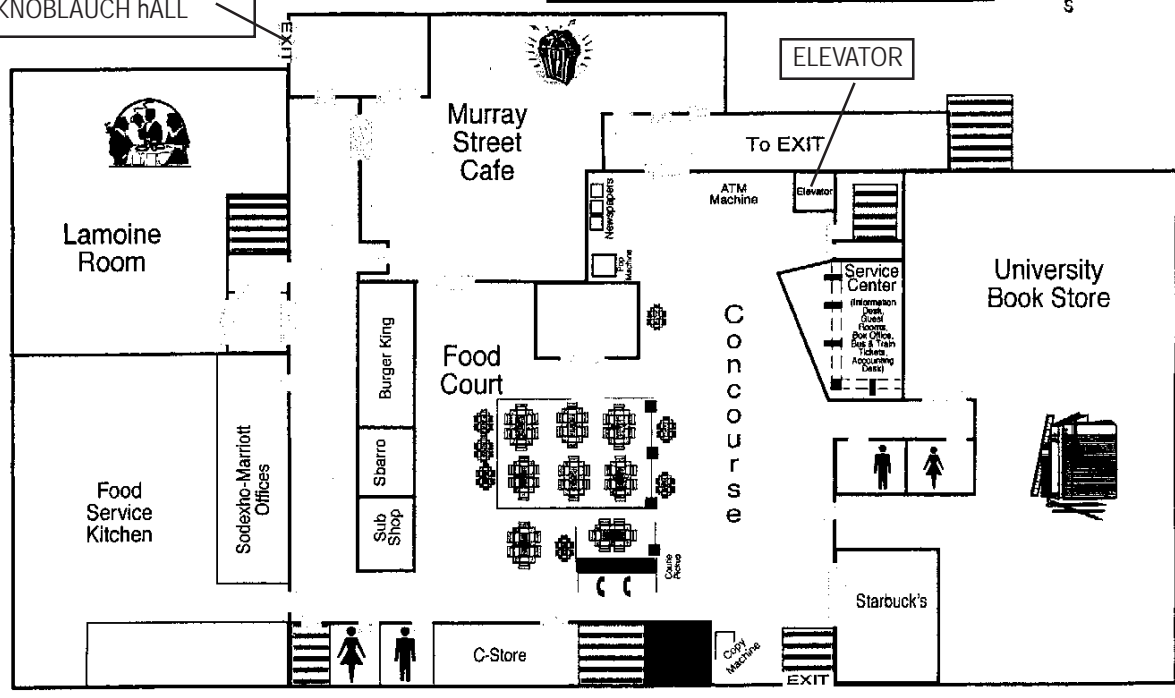 KNOBLAUCH hALL
S
EXIT
ELEVATOR
Murray
Street
Cafe
To EXIT
Lamoine
Room
Newspapers
Pop
Machine
ATM
Machine
Elevator
Service
Center
(Information
Desk,
Guest
Rooms,
Box Office,
Bus & Train
Tickets,
Accounting
Desk)
University
Book Store
Concourse
Burger King
Food
Court
Sbarro
Sub
Shop
Food
Service
Kitchen
Sodexho-Marriott
Offices
Pickup
Starbuck's
C-Store
Copy
Machine
EXIT